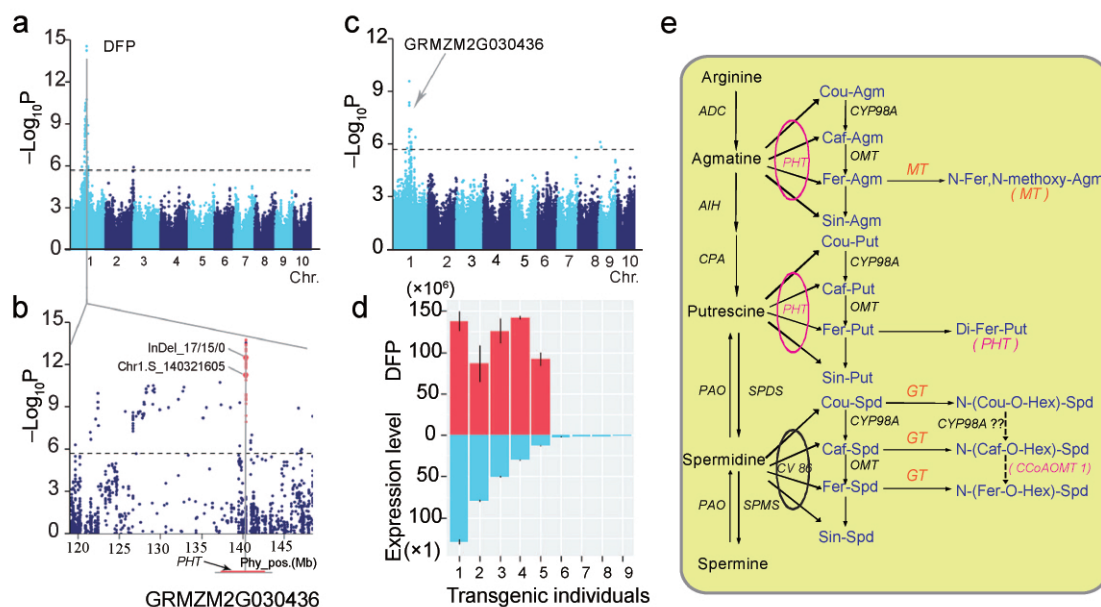 a
DFP
15
12
9
6
3
0
−Log10P
1 2 3 4 5 6 7 8 9 10
Chr.
b
InDel_17/15/0
Chr1.S_140321605
15
12
9
6
3
0
−Log10P
120 125 130 135 140 145
PHT
Phy_pos.(Mb)
GRMZM2G030436
c
GRMZM2G030436
12
9
6
3
0
−Log10P
1 2 3 4 5 6 7 8 9 10
Chr.
d
(×10⁶)
150
100
50
0
50
100
(×1)
DFP
Expression level
1 2 3 4 5 6 7 8 9
Transgenic individuals
e
Arginine
ADC
Agmatine
AIH
CPA
Putrescine
PAO
SPDS
Spermidine
PAO
SPMS
Spermine
Cou-Agm
CYP98A
Caf-Agm
PHT
OMT
Fer-Agm
MT
N-Fer,N-methoxy-Agm
( MT )
Sin-Agm
Cou-Put
CYP98A
Caf-Put
PHT
OMT
Fer-Put
Di-Fer-Put
( PHT )
Sin-Put
Cou-Spd
GT
N-(Cou-O-Hex)-Spd
CYP98A
CYP98A ??
Caf-Spd
GT
N-(Caf-O-Hex)-Spd
CV 86
OMT
( CCoAOMT 1)
Fer-Spd
GT
N-(Fer-O-Hex)-Spd
Sin-Spd